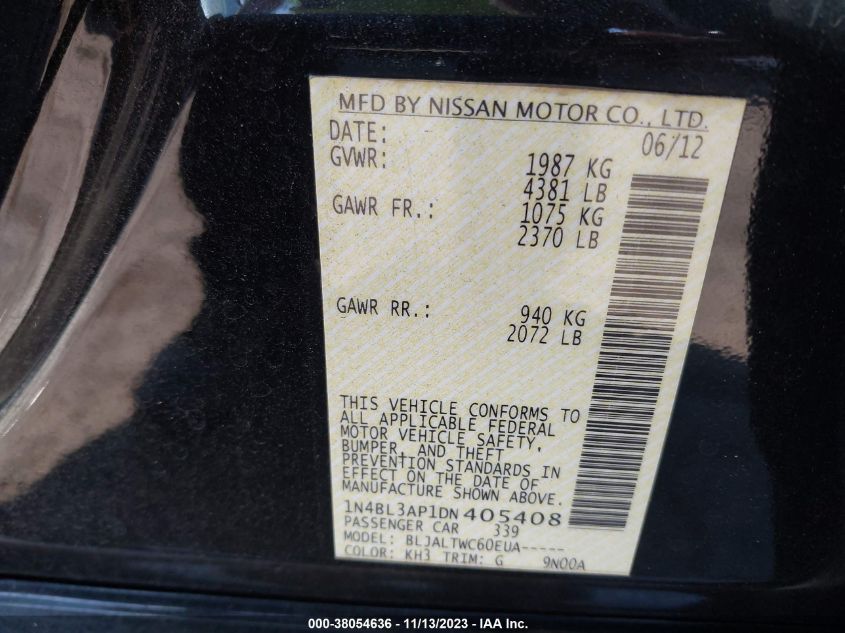 MFD BY NISSAN MOTOR CO., LTD.
DATE: 06/12
GVWR: 1987 KG
4381 LB
GAWR FR.: 1075 KG
2370 LB
GAWR RR.: 940 KG
2072 LB
THIS VEHICLE CONFORMS TO
ALL APPLICABLE FEDERAL
MOTOR VEHICLE SAFETY,
BUMPER, AND THEFT
PREVENTION STANDARDS IN
EFFECT ON THE DATE OF
MANUFACTURE SHOWN ABOVE.
1N4BL3AP1DN405408
PASSENGER CAR 339
MODEL: BLJALTWC60EUA-----
COLOR: KH3 TRIM: G 9N00A
000-38054636 - 11/13/2023 - IAA Inc.